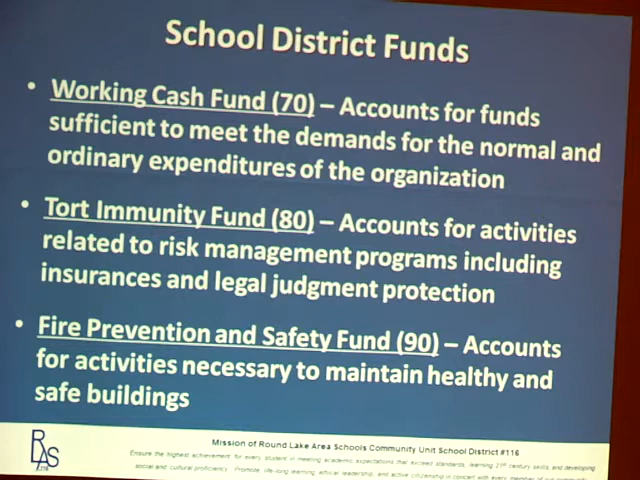 School District Funds
• Working Cash Fund (70) – Accounts for funds
sufficient to meet the demands for the normal and
ordinary expenditures of the organization
• Tort Immunity Fund (80) – Accounts for activities
related to risk management programs including
insurances and legal judgment protection
• Fire Prevention and Safety Fund (90) – Accounts
for activities necessary to maintain healthy and
safe buildings
RLAS
116
Mission of Round Lake Area Schools Community Unit School District #116
Ensure the highest achievement for every student in meeting academic expectations that exceed standards, learning 21st century skills, and developing
social and cultural proficiency. Promote life-long learning, ethical leadership, and active citizenship in concert with every member of our community.